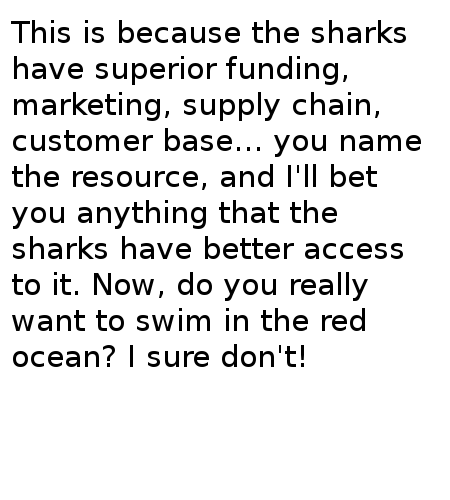 This is because the sharks
have superior funding,
marketing, supply chain,
customer base... you name
the resource, and I'll bet
you anything that the
sharks have better access
to it. Now, do you really
want to swim in the red
ocean? I sure don't!